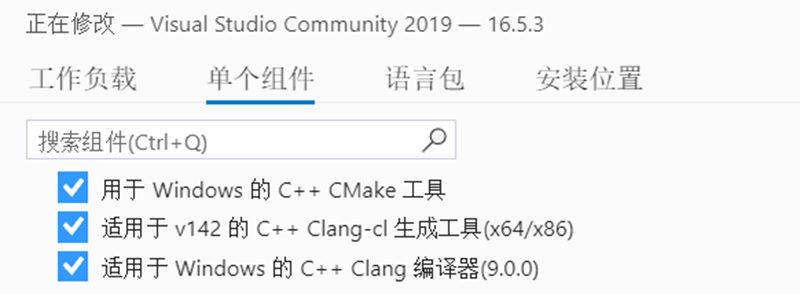 正在修改 — Visual Studio Community 2019 — 16.5.3
工作负载 单个组件 语言包 安装位置
搜索组件(Ctrl+Q)
用于 Windows 的 C++ CMake 工具
适用于 v142 的 C++ Clang-cl 生成工具(x64/x86)
适用于 Windows 的 C++ Clang 编译器(9.0.0)